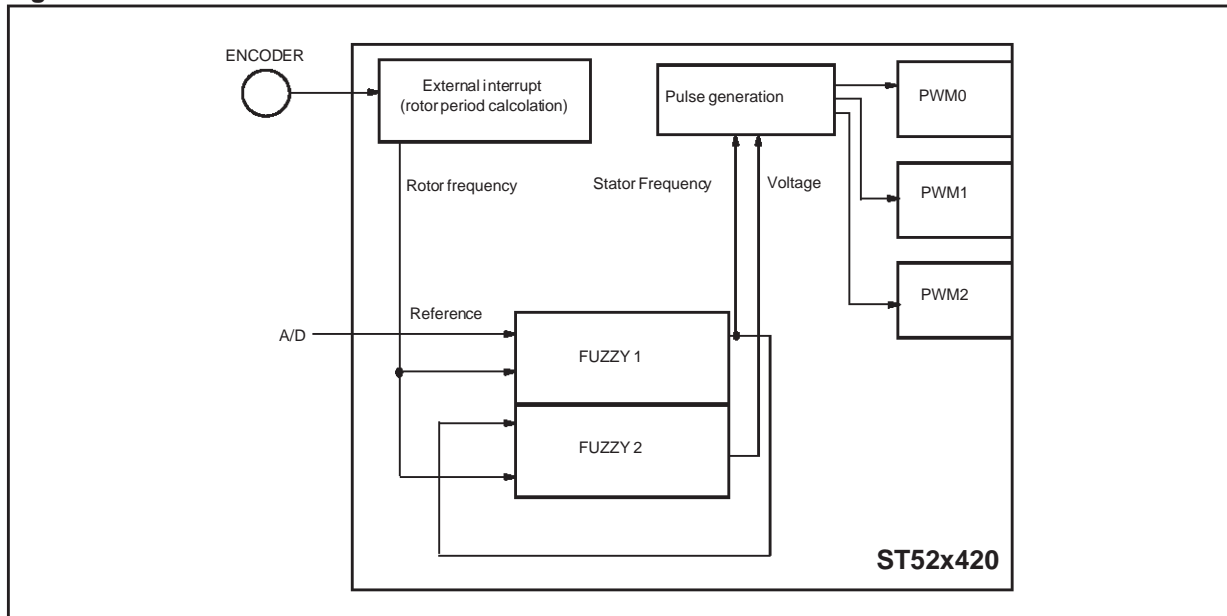 ENCODER
External interrupt
(rotor period calcolation)
Pulse generation
PWM0
Rotor frequency
Stator Frequency
Voltage
PWM1
PWM2
Reference
A/D
FUZZY 1
FUZZY 2
ST52x420